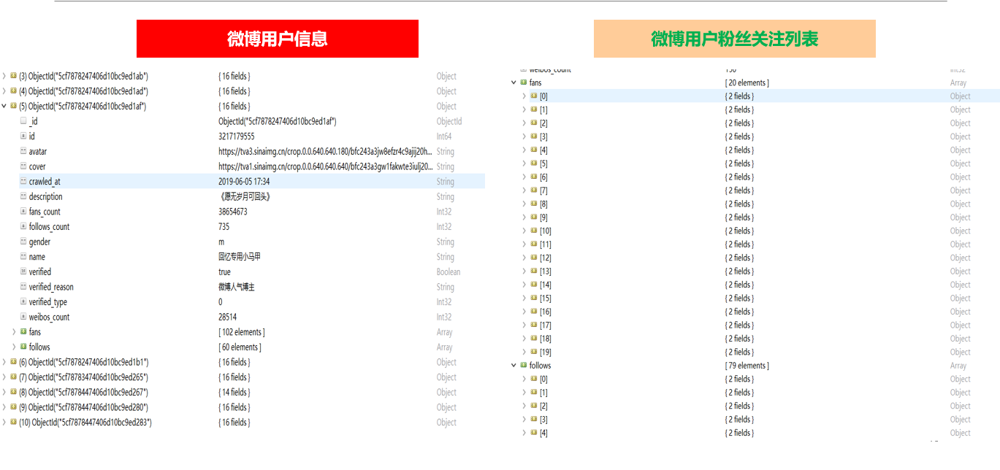 微博用户信息
(3) ObjectId("5cf7878247406d10bc9ed1ab") { 16 fields } Object
(4) ObjectId("5cf7878247406d10bc9ed1ad") { 16 fields } Object
(5) ObjectId("5cf7878247406d10bc9ed1af") { 16 fields } Object
_id ObjectId("5cf7878247406d10bc9ed1af") ObjectId
id 3217179555 Int64
avatar https://tva3.sinaimg.cn/crop.0.0.640.640.180/bfc243a3jw8efzr4c9ajij20h... String
cover https://tva1.sinaimg.cn/crop.0.0.640.640.640/bfc243a3gw1fakwte3iulj20... String
crawled_at 2019-06-05 17:34 String
description 《愿无岁月可回头》 String
fans_count 38654673 Int32
follows_count 735 Int32
gender m String
name 回忆专用小马甲 String
verified true Boolean
verified_reason 微博人气博主 String
verified_type 0 Int32
weibos_count 28514 Int32
fans [ 102 elements ] Array
follows [ 60 elements ] Array
(6) ObjectId("5cf7878247406d10bc9ed1b1") { 16 fields } Object
(7) ObjectId("5cf7878347406d10bc9ed265") { 16 fields } Object
(8) ObjectId("5cf7878447406d10bc9ed267") { 14 fields } Object
(9) ObjectId("5cf7878447406d10bc9ed280") { 16 fields } Object
(10) ObjectId("5cf7878447406d10bc9ed283") { 16 fields } Object
微博用户粉丝关注列表
weibos_count 150 Int32
fans [ 20 elements ] Array
[0] { 2 fields } Object
[1] { 2 fields } Object
[2] { 2 fields } Object
[3] { 2 fields } Object
[4] { 2 fields } Object
[5] { 2 fields } Object
[6] { 2 fields } Object
[7] { 2 fields } Object
[8] { 2 fields } Object
[9] { 2 fields } Object
[10] { 2 fields } Object
[11] { 2 fields } Object
[12] { 2 fields } Object
[13] { 2 fields } Object
[14] { 2 fields } Object
[15] { 2 fields } Object
[16] { 2 fields } Object
[17] { 2 fields } Object
[18] { 2 fields } Object
[19] { 2 fields } Object
follows [ 79 elements ] Array
[0] { 2 fields } Object
[1] { 2 fields } Object
[2] { 2 fields } Object
[3] { 2 fields } Object
[4] { 2 fields } Object